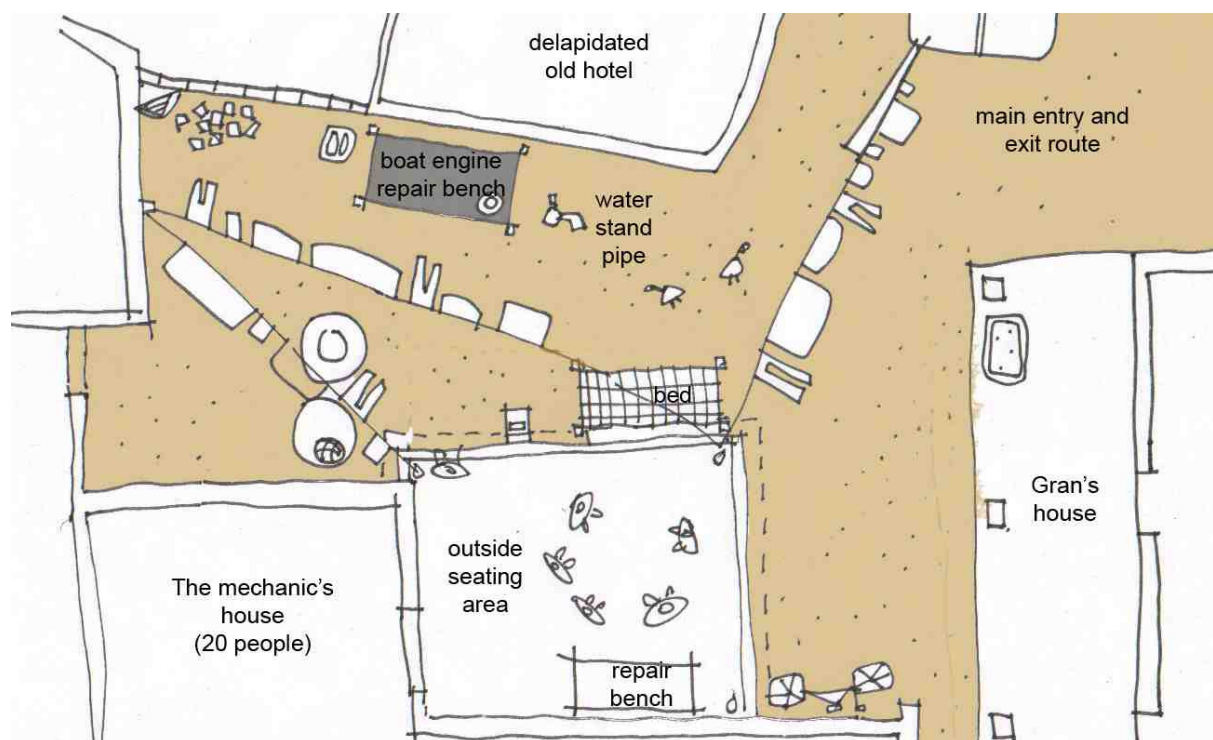 delapidated
old hotel
main entry and
exit route
boat engine
repair bench
water
stand
pipe
bed
Gran's
house
outside
seating
area
The mechanic's
house
(20 people)
repair
bench